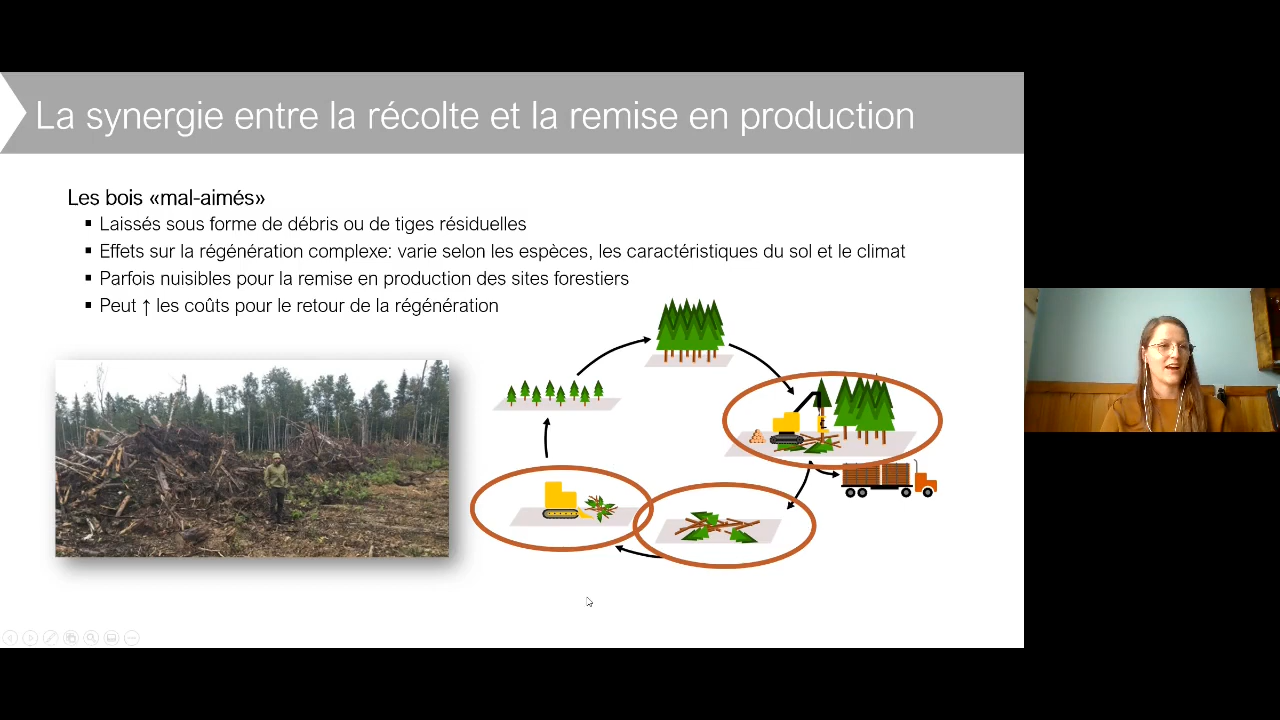 La synergie entre la récolte et la remise en production
Les bois «mal-aimés»
▪ Laissés sous forme de débris ou de tiges résiduelles
▪ Effets sur la régénération complexe: varie selon les espèces, les caractéristiques du sol et le climat
▪ Parfois nuisibles pour la remise en production des sites forestiers
▪ Peut ↑ les coûts pour le retour de la régénération